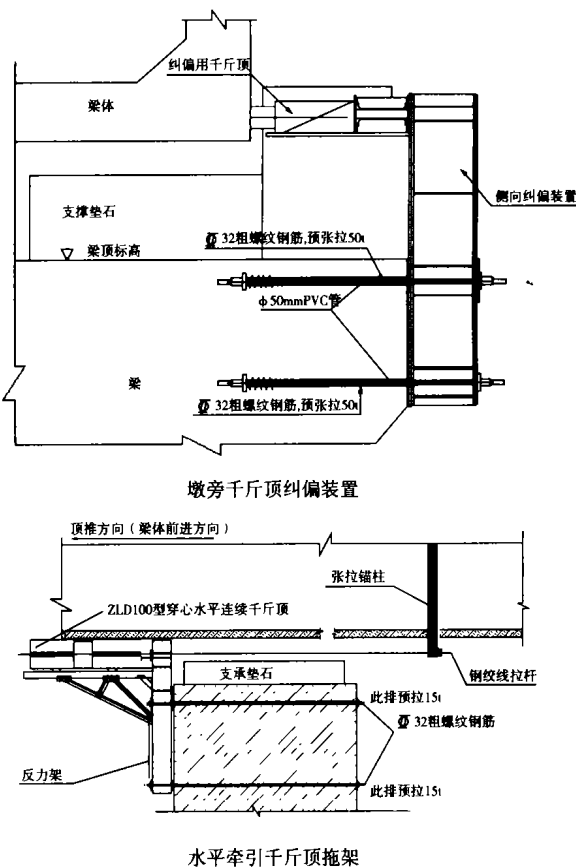 纠偏用千斤顶
梁体
侧向纠偏装置
支撑垫石
Φ 32粗螺纹钢筋,预张拉50t
梁顶标高
ф50mmPVC管
梁
Φ 32粗螺纹钢筋,预张拉50t
墩旁千斤顶纠偏装置
顶推方向（梁体前进方向）
张拉锚柱
ZLD100型穿心水平连续千斤顶
支承垫石
钢绞线拉杆
此排预拉15t
Φ 32粗螺纹钢筋
反力架
此排预拉15t
水平牵引千斤顶拖架